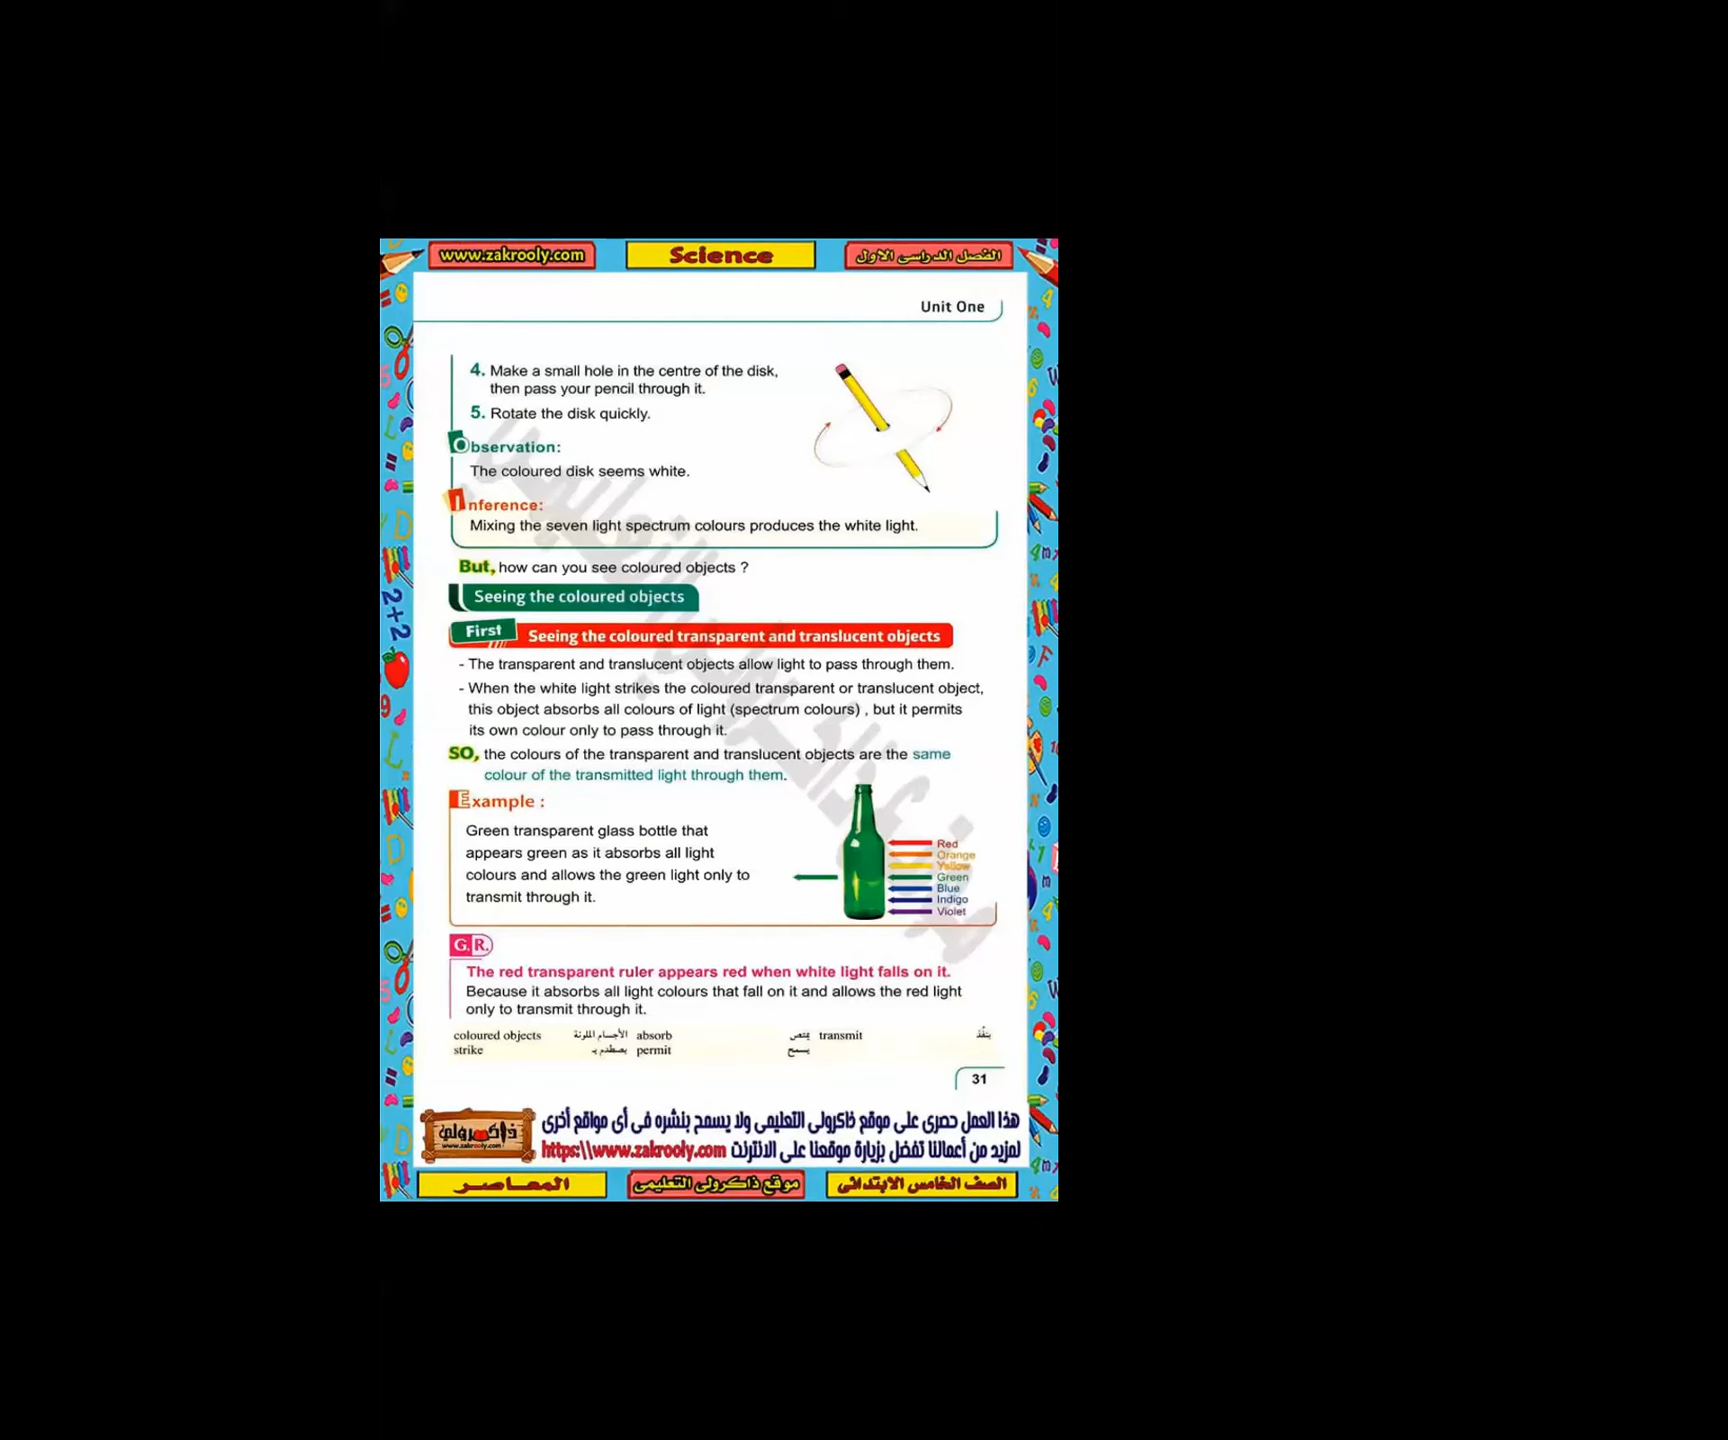 www.zakrooly.com
Science
الفصل الدراسى الاول
Unit One
4. Make a small hole in the centre of the disk,
then pass your pencil through it.
5. Rotate the disk quickly.
Observation:
The coloured disk seems white.
Inference:
Mixing the seven light spectrum colours produces the white light.
But, how can you see coloured objects ?
Seeing the coloured objects
First Seeing the coloured transparent and translucent objects
- The transparent and translucent objects allow light to pass through them.
- When the white light strikes the coloured transparent or translucent object,
this object absorbs all colours of light (spectrum colours) , but it permits
its own colour only to pass through it.
SO, the colours of the transparent and translucent objects are the same
colour of the transmitted light through them.
Example :
Green transparent glass bottle that
appears green as it absorbs all light
colours and allows the green light only to
transmit through it.
Red
Orange
Yellow
Green
Blue
Indigo
Violet
G.R.
The red transparent ruler appears red when white light falls on it.
Because it absorbs all light colours that fall on it and allows the red light
only to transmit through it.
coloured objects الأجسام الملونة absorb يمتص transmit ينفُذ
strike يصطدم بـ permit يسمح
31
هذا العمل حصرى على موقع ذاكرولى التعليمى ولا يسمح بنشره فى أى مواقع أخرى
لمزيد من أعمالنا تفضل بزيارة موقعنا على الانترنت https:\\www.zakrooly.com
ذاكرولي
www.zakrooly.com
المعاصر
موقع ذاكرولى التعليمى
الصف الخامس الابتدائى